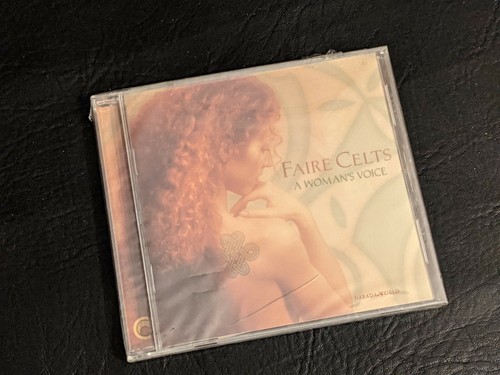 FAIRE CELTS
A WOMAN'S VOICE